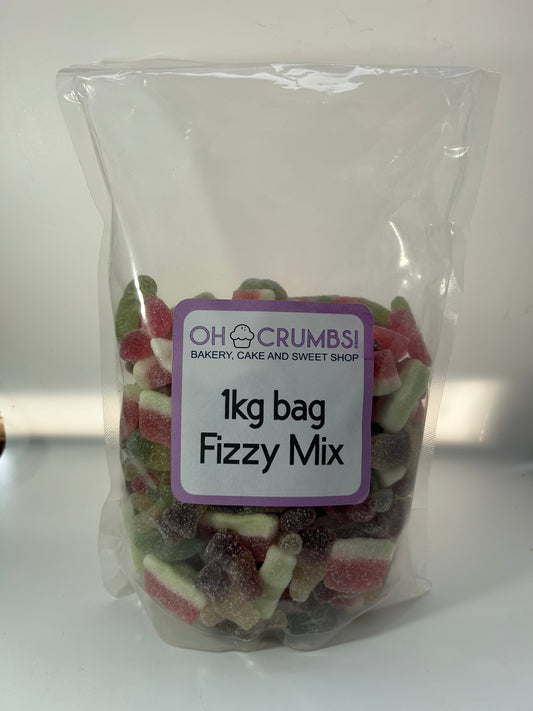 OH CRUMBS!
BAKERY, CAKE AND SWEET SHOP
1kg bag
Fizzy Mix